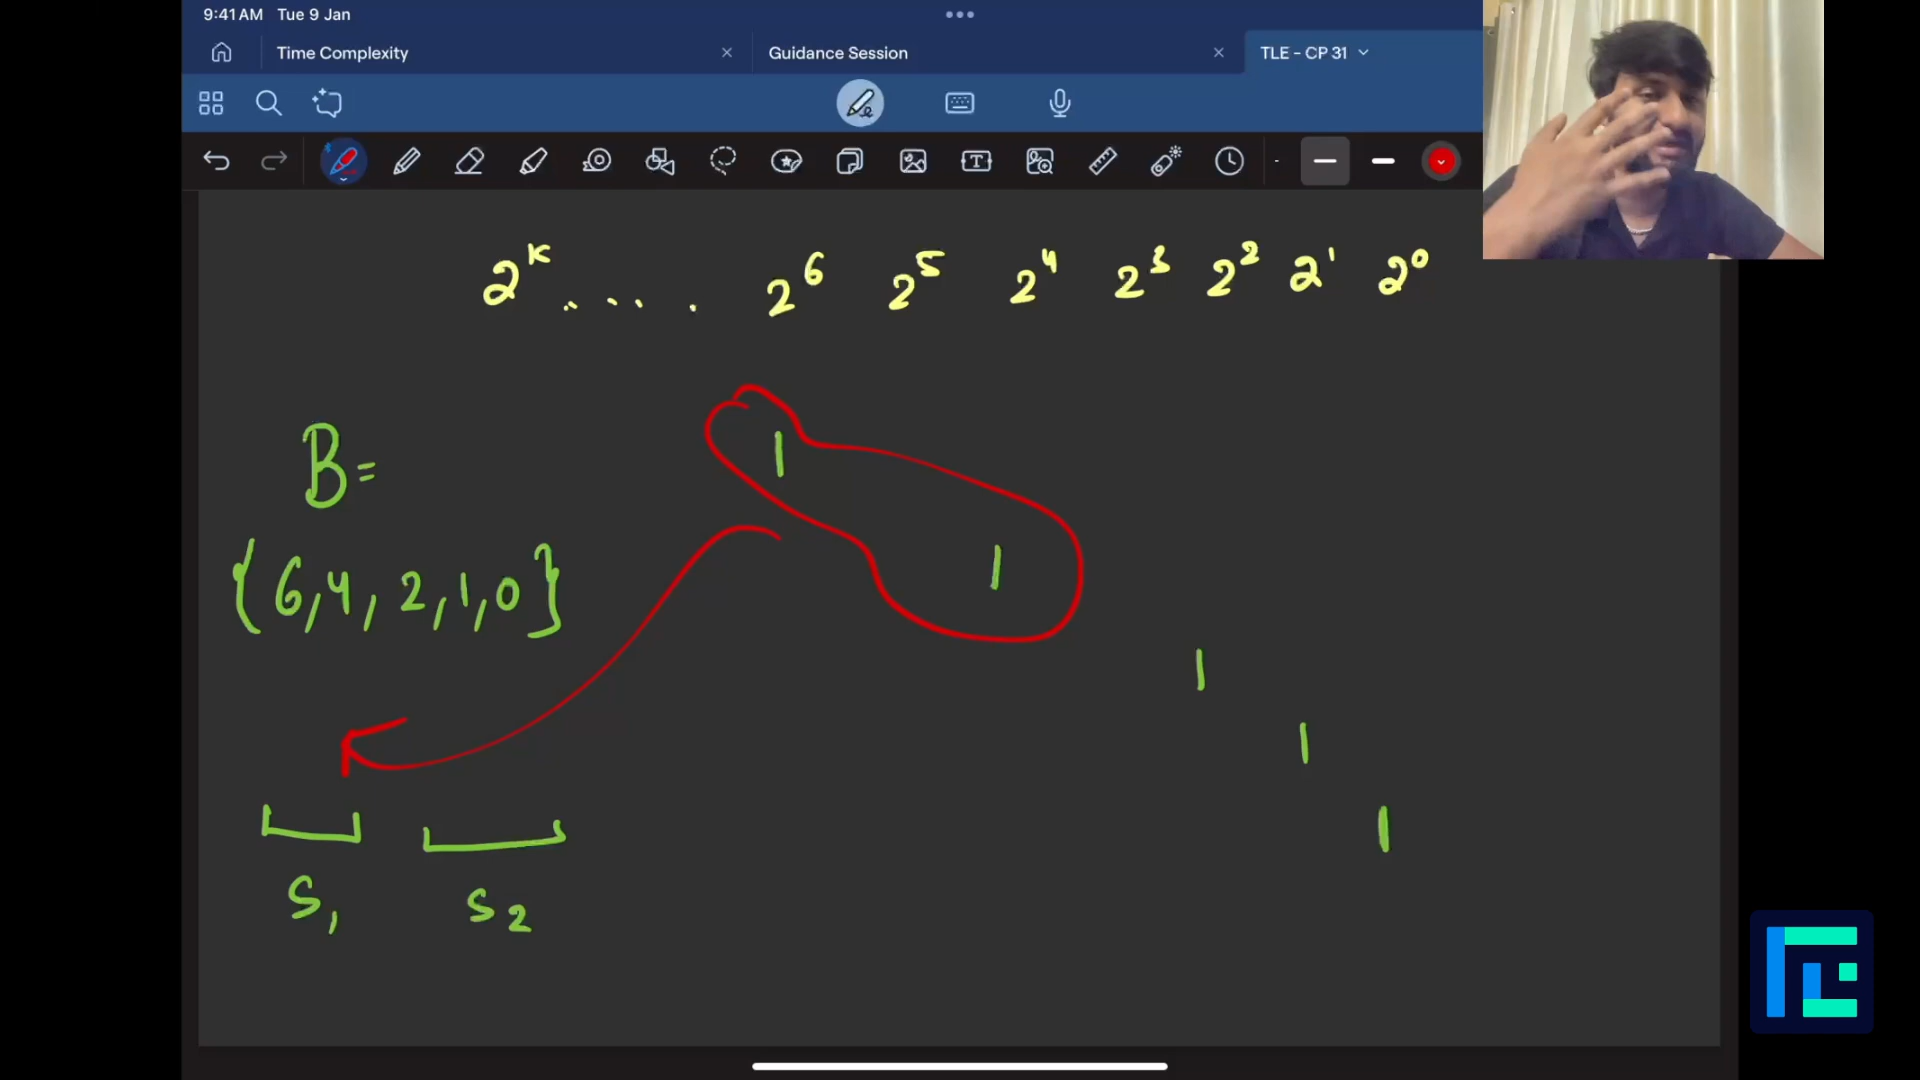 9:41 AM Tue 9 Jan
Time Complexity
Guidance Session
TLE - CP 31
2^k . . . . . 2^6 2^5 2^4 2^3 2^2 2^1 2^0
B =
{6, 4, 2, 1, 0}
1
1
1
1
1
S1 S2